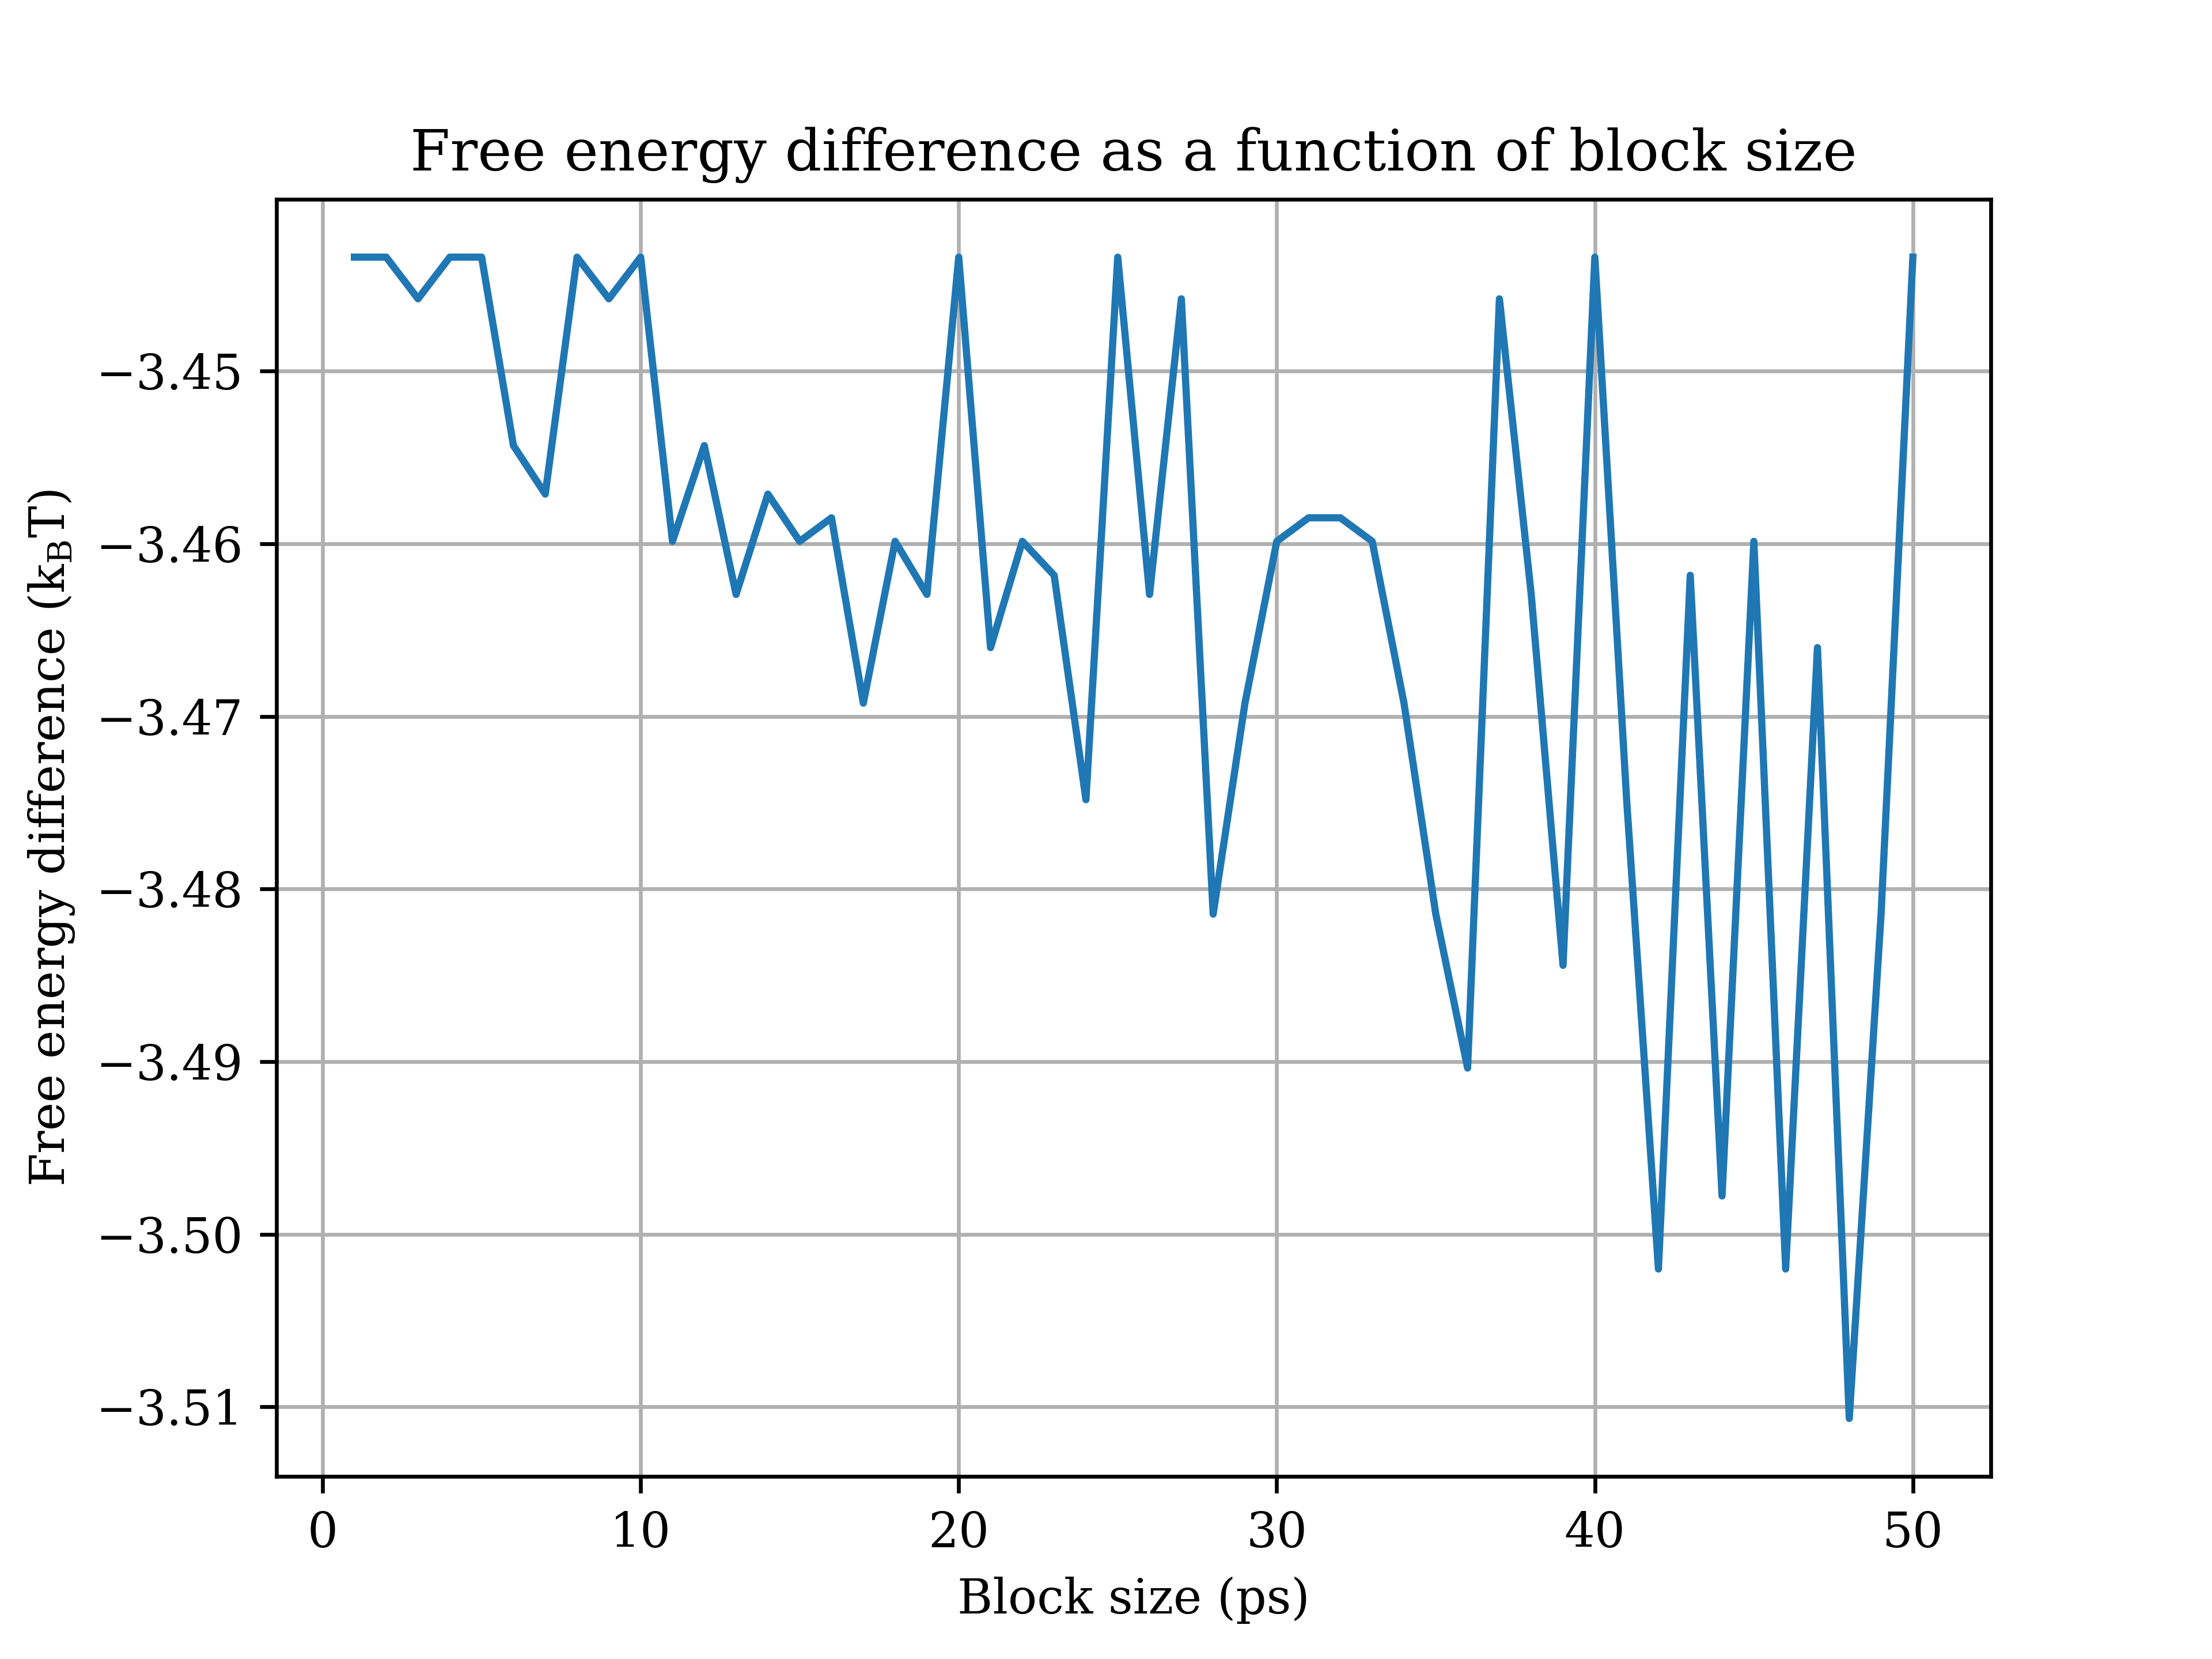 Free energy difference as a function of block size
Free energy difference (k_BT)
−3.45
−3.46
−3.47
−3.48
−3.49
−3.50
−3.51
0 10 20 30 40 50
Block size (ps)